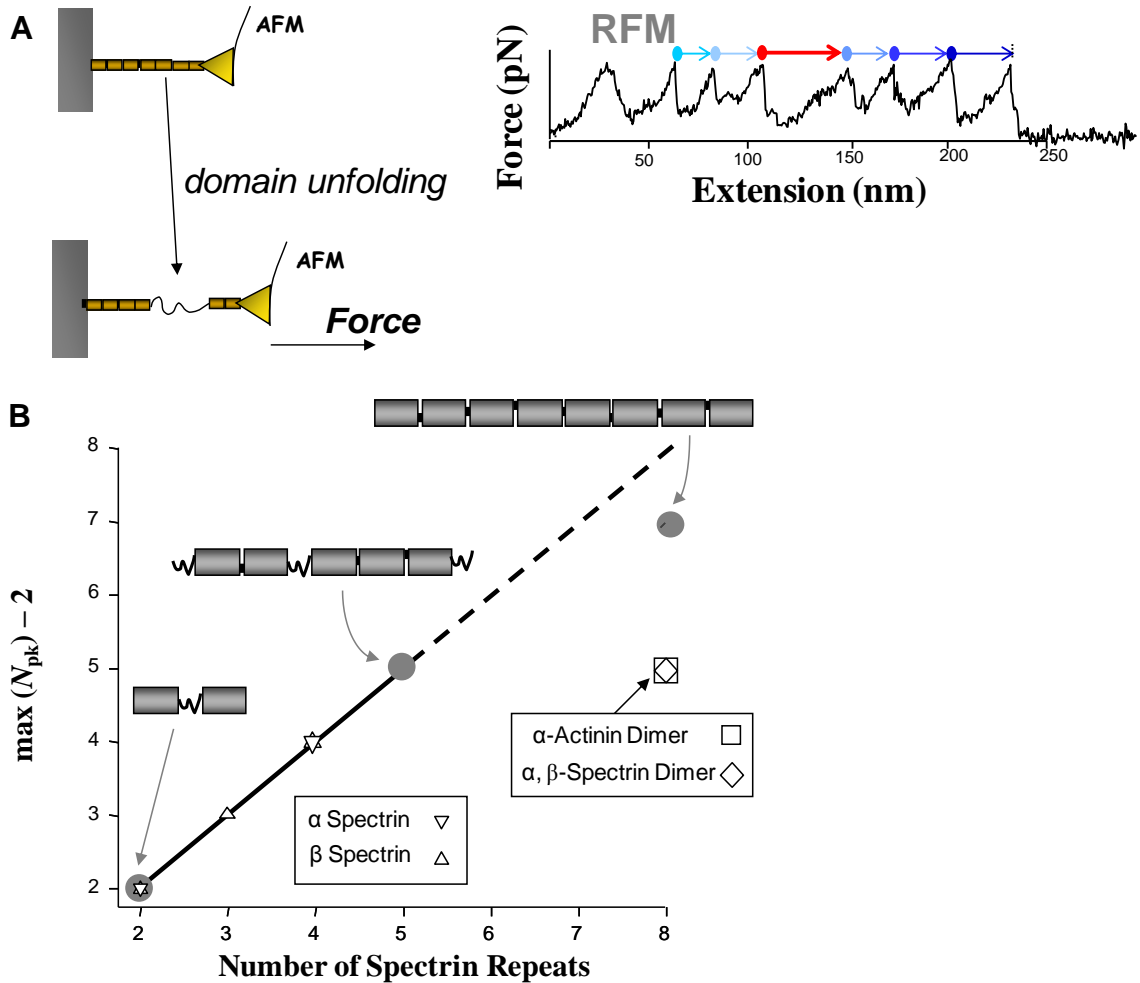 A
AFM
domain unfolding
AFM
Force
RFM
Force (pN)
50
100
150
200
250
Extension (nm)
B
8
7
6
5
4
3
2
max (Npk) – 2
α-Actinin Dimer
α, β-Spectrin Dimer
α Spectrin
β Spectrin
2
3
4
5
6
7
8
Number of Spectrin Repeats